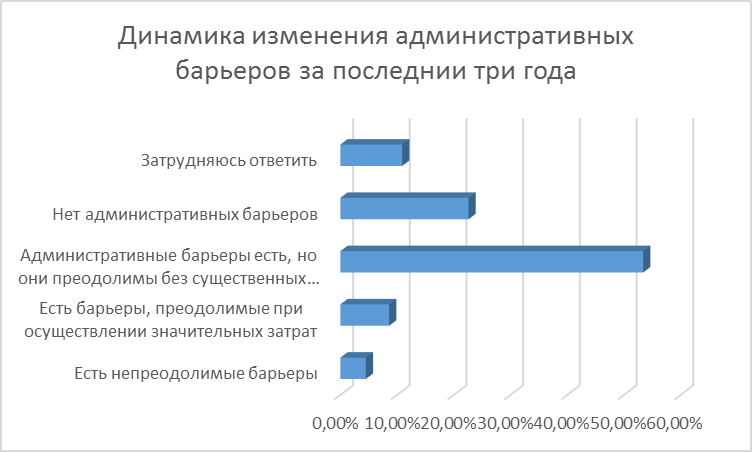 Динамика изменения административных
барьеров за последнии три года
Затрудняюсь ответить
Нет административных барьеров
Административные барьеры есть, но
они преодолимы без существенных...
Есть барьеры, преодолимые при
осуществлении значительных затрат
Есть непреодолимые барьеры
0,00% 10,00% 20,00% 30,00% 40,00% 50,00% 60,00%